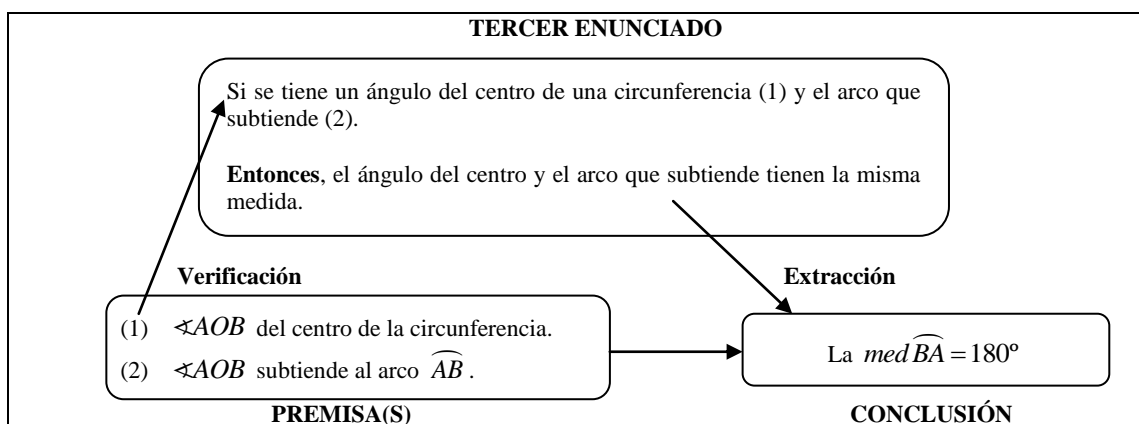 TERCER ENUNCIADO
Si se tiene un ángulo del centro de una circunferencia (1) y el arco que
subtiende (2).
Entonces, el ángulo del centro y el arco que subtiende tienen la misma
medida.
Verificación
Extracción
(1) ∢AOB del centro de la circunferencia.
(2) ∢AOB subtiende al arco \widehat{AB}.
La med \widehat{BA} = 180º
PREMISA(S)
CONCLUSIÓN